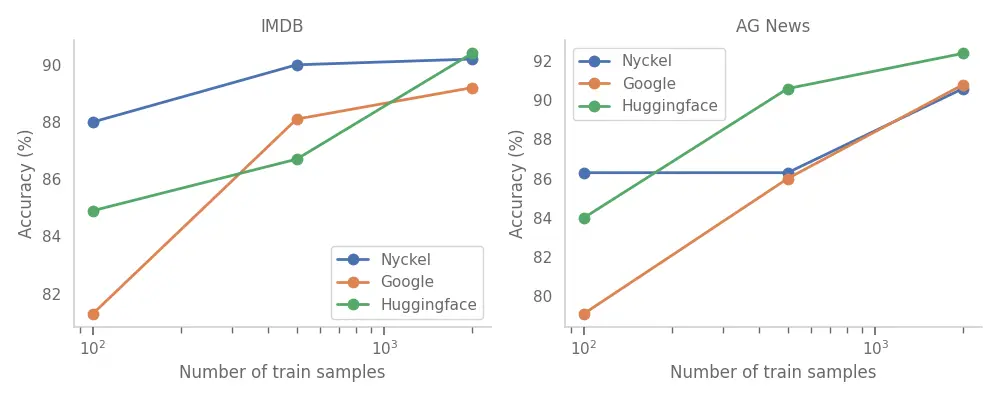 IMDB
Accuracy (%)
90
88
86
84
82
10²
10³
Number of train samples
Nyckel
Google
Huggingface
AG News
Accuracy (%)
92
90
88
86
84
82
80
10²
10³
Number of train samples
Nyckel
Google
Huggingface